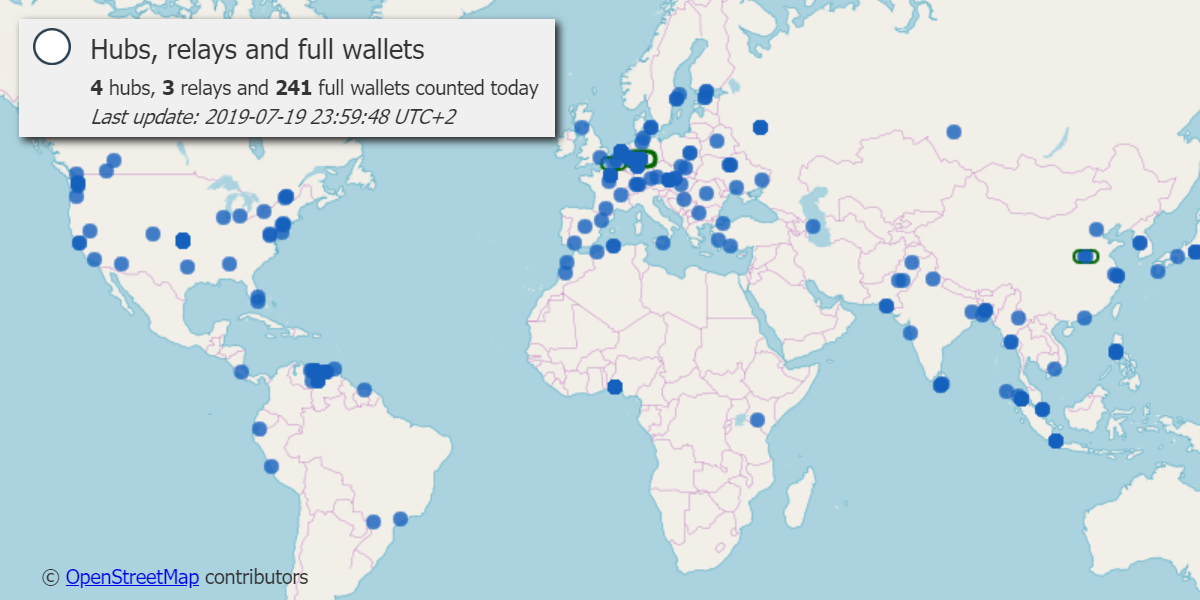 Hubs, relays and full wallets
4 hubs, 3 relays and 241 full wallets counted today
Last update: 2019-07-19 23:59:48 UTC+2
© OpenStreetMap contributors